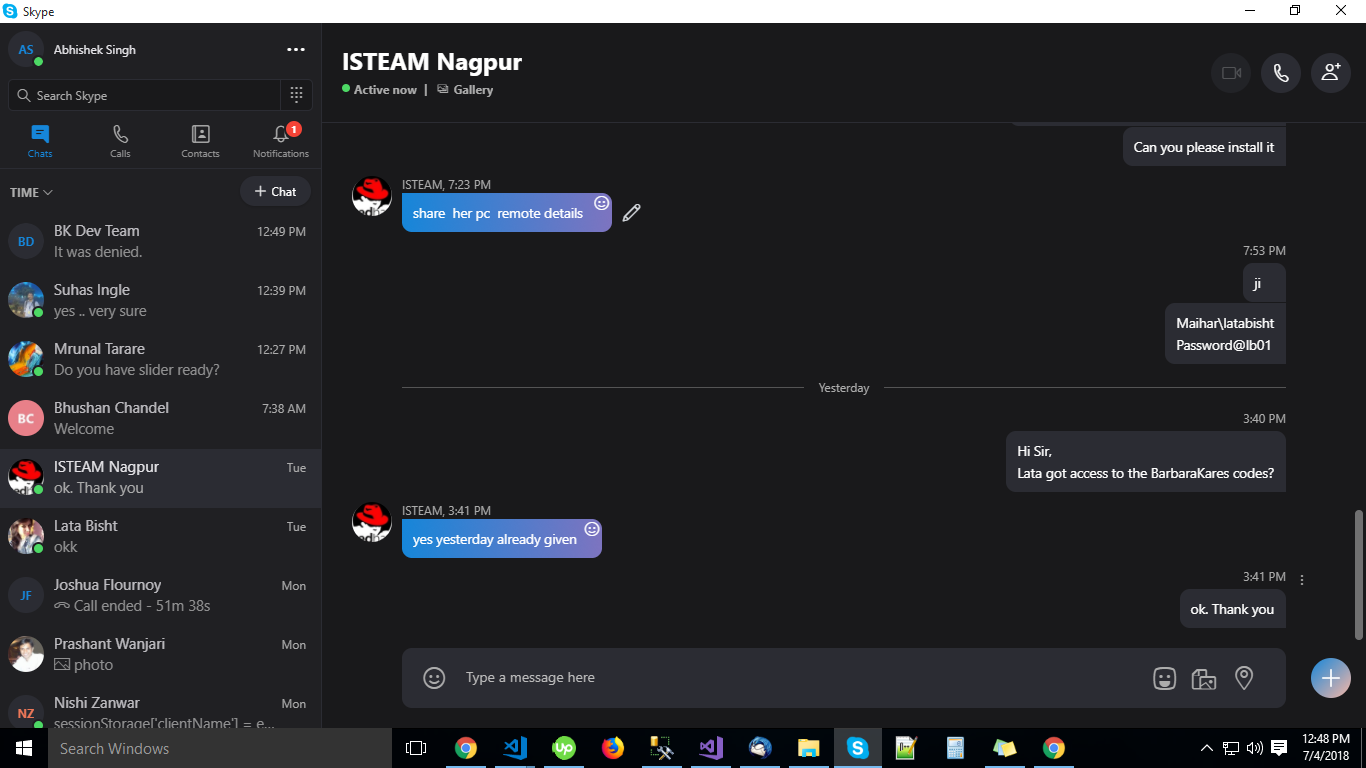 Skype
AS
Abhishek Singh
Search Skype
Chats
Calls
Contacts
1
Notifications
TIME
+ Chat
BD
BK Dev Team
12:49 PM
It was denied.
Suhas Ingle
12:39 PM
yes .. very sure
Mrunal Tarare
12:27 PM
Do you have slider ready?
BC
Bhushan Chandel
7:38 AM
Welcome
ISTEAM Nagpur
Tue
ok. Thank you
Lata Bisht
Tue
okk
JF
Joshua Flournoy
Mon
Call ended - 51m 38s
Prashant Wanjari
Mon
photo
NZ
Nishi Zanwar
Mon
sessionStorage['clientName'] = e...
ISTEAM Nagpur
Active now | Gallery
Can you please install it
ISTEAM, 7:23 PM
share her pc remote details
7:53 PM
ji
Maihar\latabisht
Password@lb01
Yesterday
3:40 PM
Hi Sir,
Lata got access to the BarbaraKares codes?
ISTEAM, 3:41 PM
yes yesterday already given
3:41 PM
ok. Thank you
Type a message here
Search Windows
Up
12:48 PM
7/4/2018